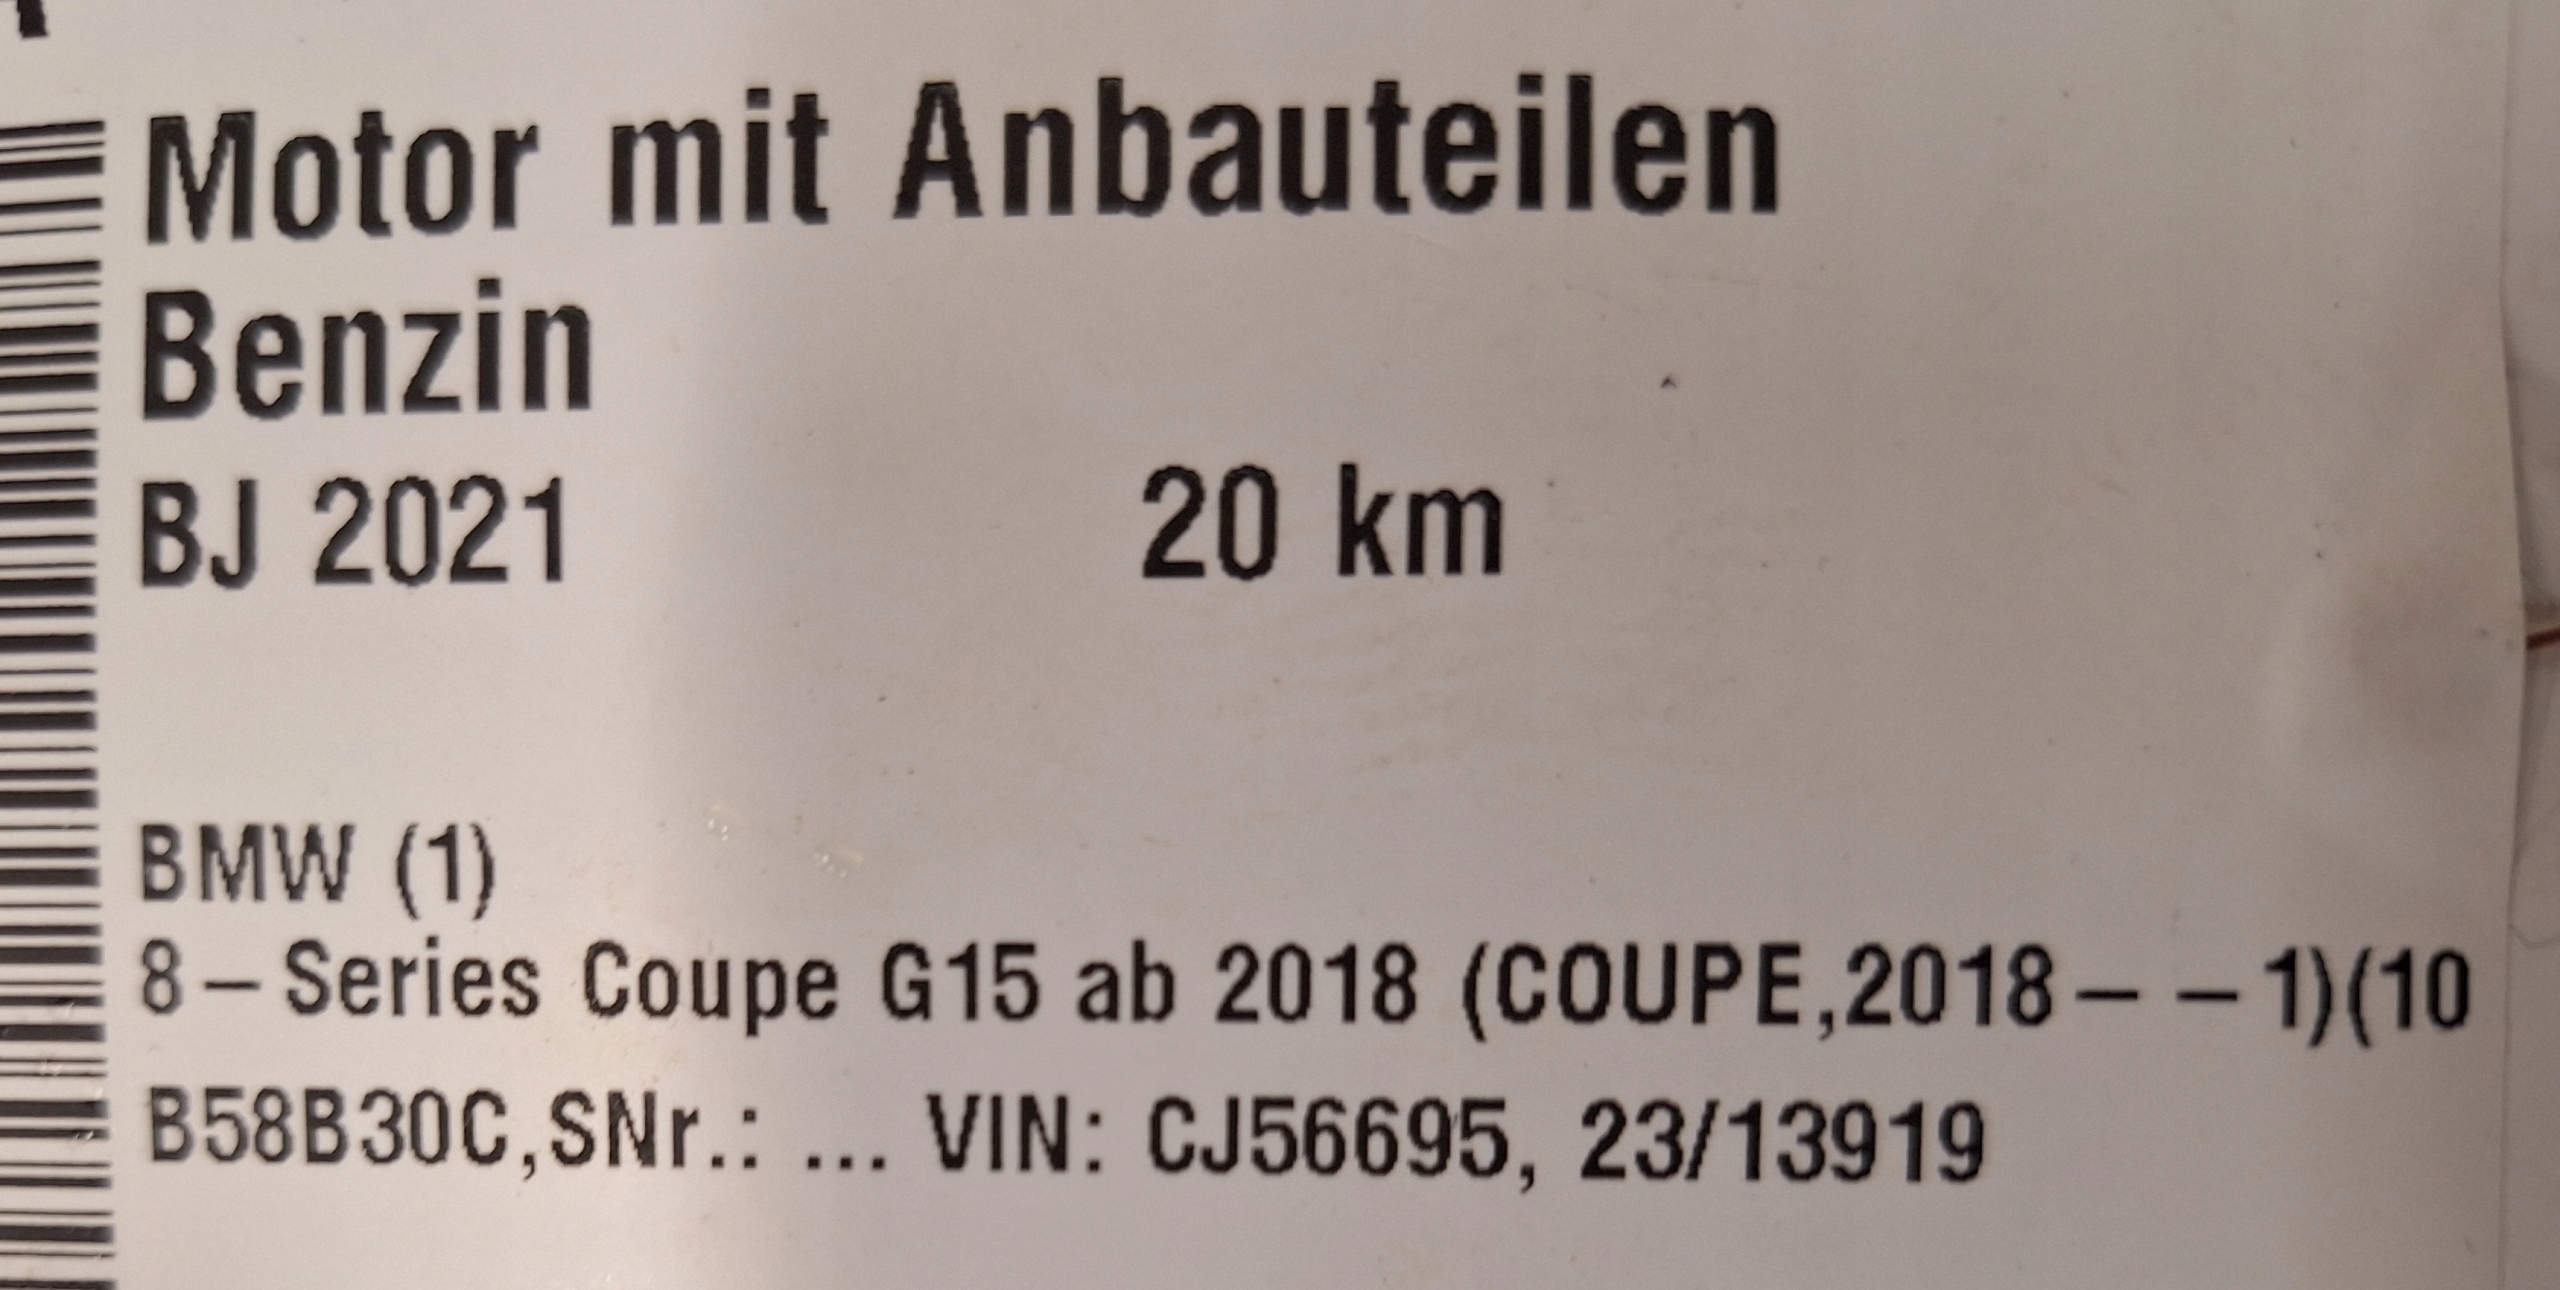 Motor mit Anbauteilen
Benzin
BJ 2021 20 km
BMW (1)
8–Series Coupe G15 ab 2018 (COUPE,2018– –1)(10
B58B30C,SNr.: ... VIN: CJ56695, 23/13919